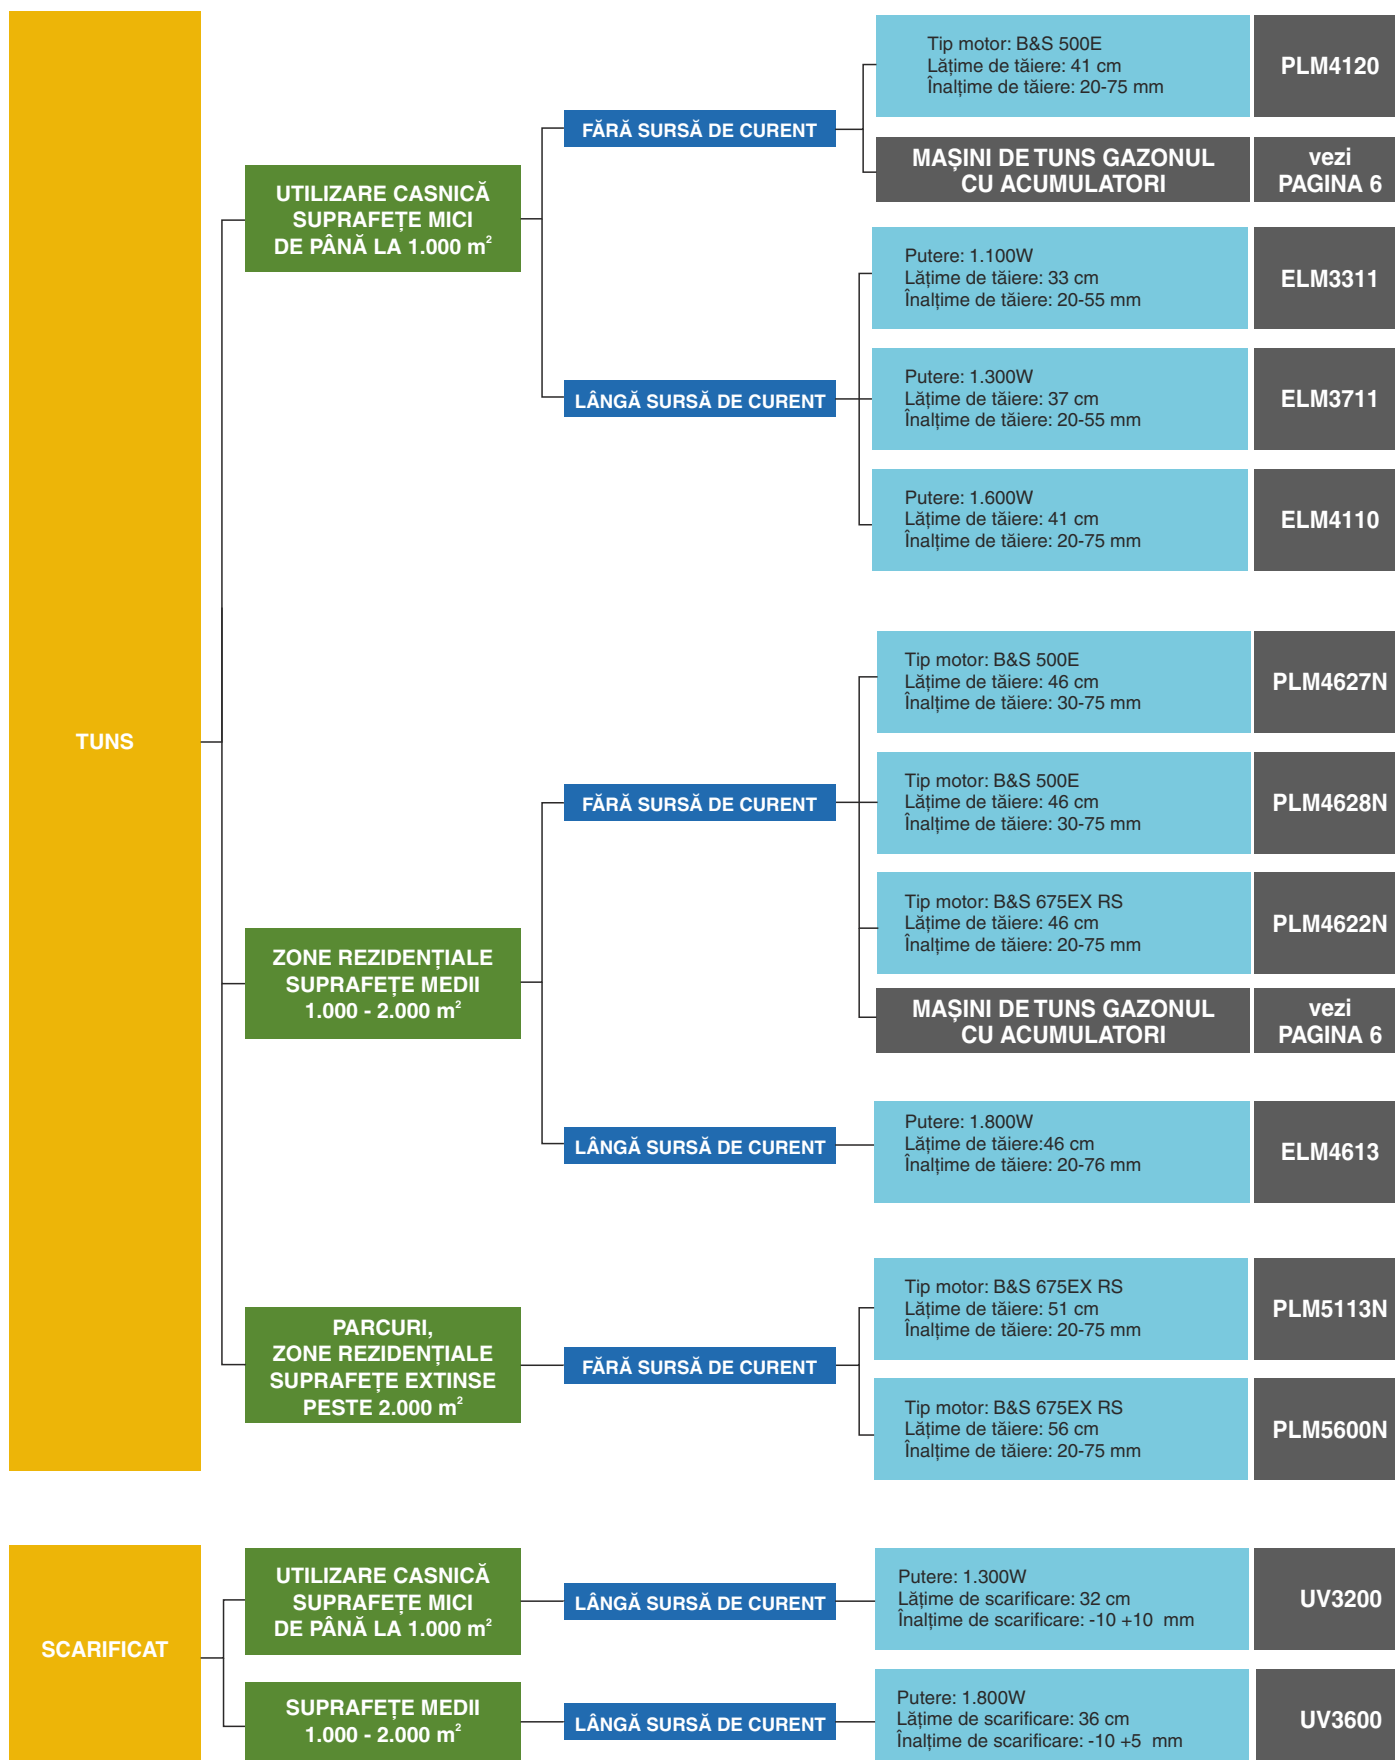 TUNS
UTILIZARE CASNICĂ
SUPRAFEȚE MICI
DE PÂNĂ LA 1.000 m²
FĂRĂ SURSĂ DE CURENT
Tip motor: B&S 500E
Lățime de tăiere: 41 cm
Înalțime de tăiere: 20-75 mm
PLM4120
MAȘINI DE TUNS GAZONUL
CU ACUMULATORI
vezi
PAGINA 6
LÂNGĂ SURSĂ DE CURENT
Putere: 1.100W
Lățime de tăiere: 33 cm
Înalțime de tăiere: 20-55 mm
ELM3311
Putere: 1.300W
Lățime de tăiere: 37 cm
Înalțime de tăiere: 20-55 mm
ELM3711
Putere: 1.600W
Lățime de tăiere: 41 cm
Înalțime de tăiere: 20-75 mm
ELM4110
ZONE REZIDENȚIALE
SUPRAFEȚE MEDII
1.000 - 2.000 m²
FĂRĂ SURSĂ DE CURENT
Tip motor: B&S 500E
Lățime de tăiere: 46 cm
Înalțime de tăiere: 30-75 mm
PLM4627N
Tip motor: B&S 500E
Lățime de tăiere: 46 cm
Înalțime de tăiere: 30-75 mm
PLM4628N
Tip motor: B&S 675EX RS
Lățime de tăiere: 46 cm
Înalțime de tăiere: 20-75 mm
PLM4622N
MAȘINI DE TUNS GAZONUL
CU ACUMULATORI
vezi
PAGINA 6
LÂNGĂ SURSĂ DE CURENT
Putere: 1.800W
Lățime de tăiere:46 cm
Înalțime de tăiere: 20-76 mm
ELM4613
PARCURI,
ZONE REZIDENȚIALE
SUPRAFEȚE EXTINSE
PESTE 2.000 m²
FĂRĂ SURSĂ DE CURENT
Tip motor: B&S 675EX RS
Lățime de tăiere: 51 cm
Înalțime de tăiere: 20-75 mm
PLM5113N
Tip motor: B&S 675EX RS
Lățime de tăiere: 56 cm
Înalțime de tăiere: 20-75 mm
PLM5600N
SCARIFICAT
UTILIZARE CASNICĂ
SUPRAFEȚE MICI
DE PÂNĂ LA 1.000 m²
LÂNGĂ SURSĂ DE CURENT
Putere: 1.300W
Lățime de scarificare: 32 cm
Înalțime de scarificare: -10 +10 mm
UV3200
SUPRAFEȚE MEDII
1.000 - 2.000 m²
LÂNGĂ SURSĂ DE CURENT
Putere: 1.800W
Lățime de scarificare: 36 cm
Înalțime de scarificare: -10 +5 mm
UV3600